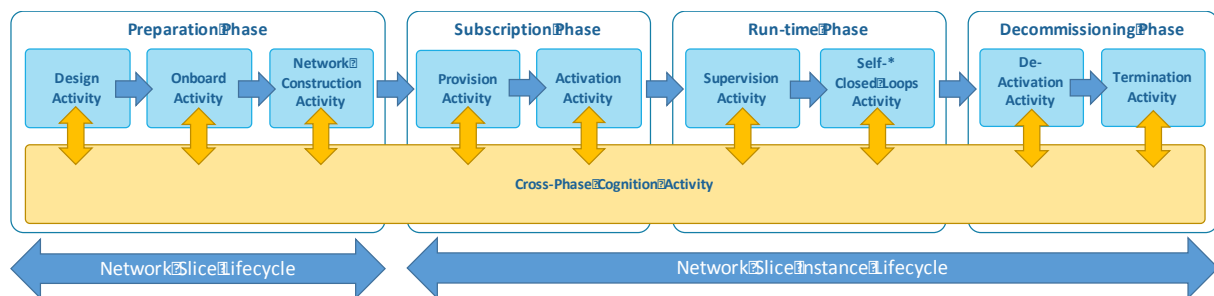 Preparation Phase
Subscription Phase
Run-time Phase
Decommissioning Phase
Design
Activity
Onboard
Activity
Network
Construction
Activity
Provision
Activity
Activation
Activity
Supervision
Activity
Self-*
Closed Loops
Activity
De-
Activation
Activity
Termination
Activity
Cross-Phase Cognition Activity
Network Slice Lifecycle
Network Slice Instance Lifecycle